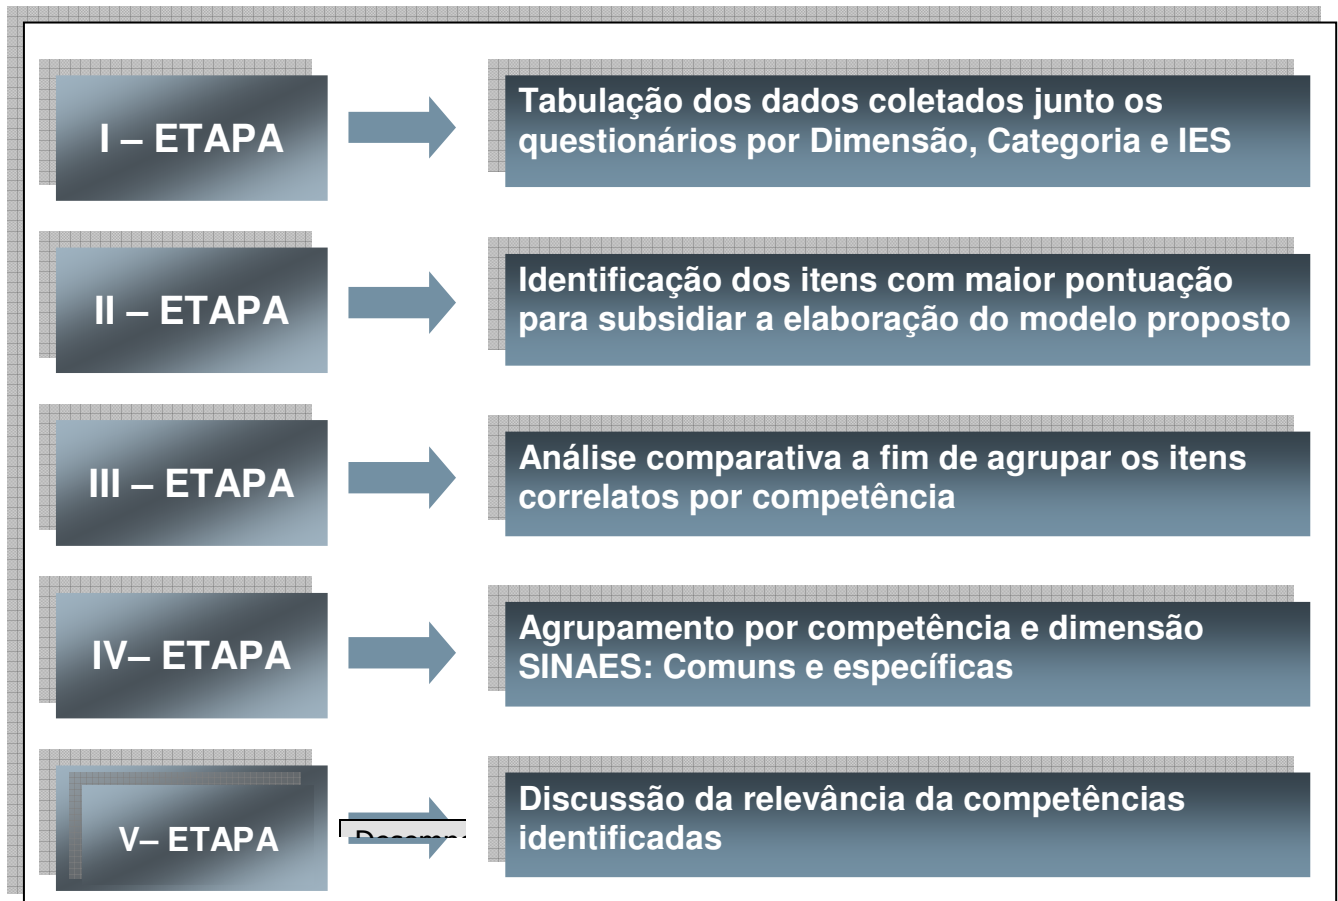 I – ETAPA
Tabulação dos dados coletados junto os
questionários por Dimensão, Categoria e IES
II – ETAPA
Identificação dos itens com maior pontuação
para subsidiar a elaboração do modelo proposto
III – ETAPA
Análise comparativa a fim de agrupar os itens
correlatos por competência
IV– ETAPA
Agrupamento por competência e dimensão
SINAES: Comuns e específicas
V– ETAPA
Discussão da relevância da competências
identificadas